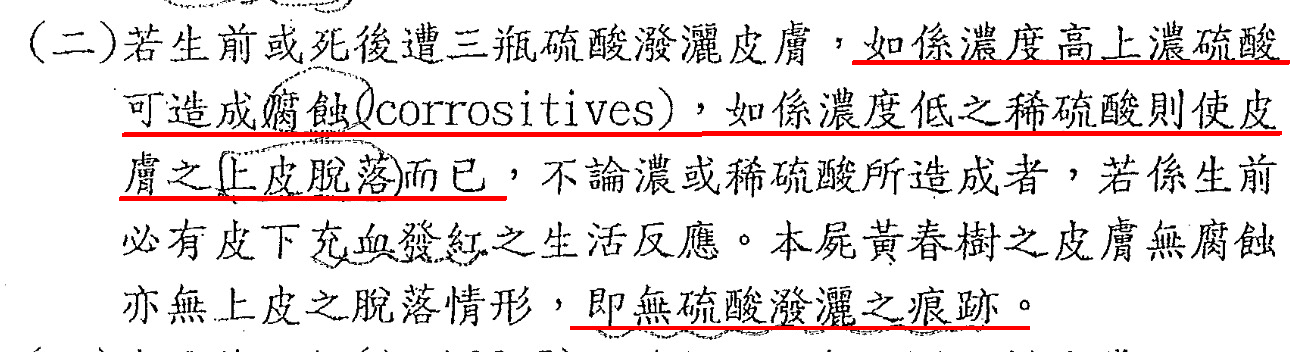 (二)若生前或死後遭三瓶硫酸潑灑皮膚，如係濃度高上濃硫酸
可造成腐蝕(corrositives)，如係濃度低之稀硫酸則使皮
膚之上皮脫落而已，不論濃或稀硫酸所造成者，若係生前
必有皮下充血發紅之生活反應。本屍黃春樹之皮膚無腐蝕
亦無上皮之脫落情形，即無硫酸潑灑之痕跡。